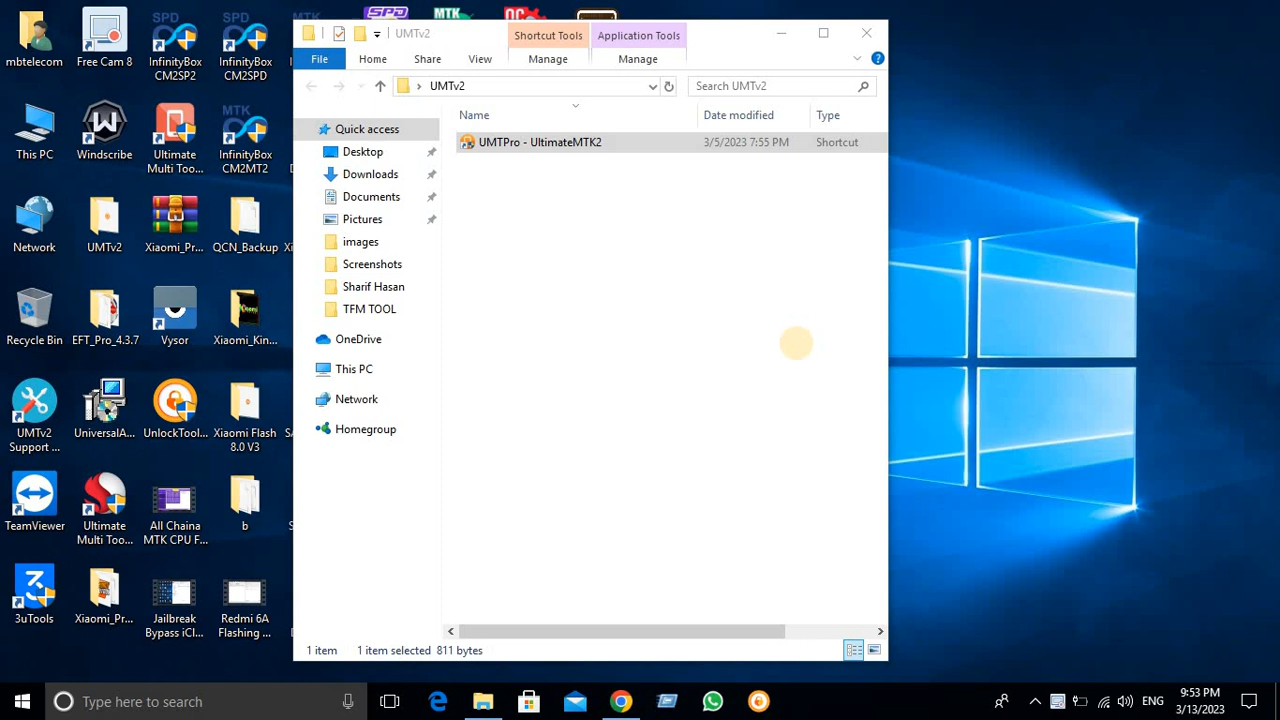 mbtelecom
Free Cam 8
SPD
InfinityBox
CM2SP2
SPD
InfinityBox
CM2SPD
SPD
MTK
QC
This PC
Windscribe
Ultimate
Multi Too...
MTK
InfinityBox
CM2MT2
Network
UMTv2
Xiaomi_Pr...
QCN_Backup
Recycle Bin
EFT_Pro_4.3.7
Vysor
Xiaomi_Kin...
UMTv2
Support ...
UniversalA...
UnlockTool...
Xiaomi Flash
8.0 V3
TeamViewer
Ultimate
Multi Too...
All Chaina
MTK CPU F...
b
3uTools
Xiaomi_Pr...
Jailbreak
Bypass iCl...
Redmi 6A
Flashing ...
UMTv2
Shortcut Tools
Application Tools
File
Home
Share
View
Manage
Manage
UMTv2
Search UMTv2
Name
Date modified
Type
UMTPro - UltimateMTK2
3/5/2023 7:55 PM
Shortcut
Quick access
Desktop
Downloads
Documents
Pictures
images
Screenshots
Sharif Hasan
TFM TOOL
OneDrive
This PC
Network
Homegroup
1 item
1 item selected 811 bytes
Type here to search
ENG
9:53 PM
3/13/2023